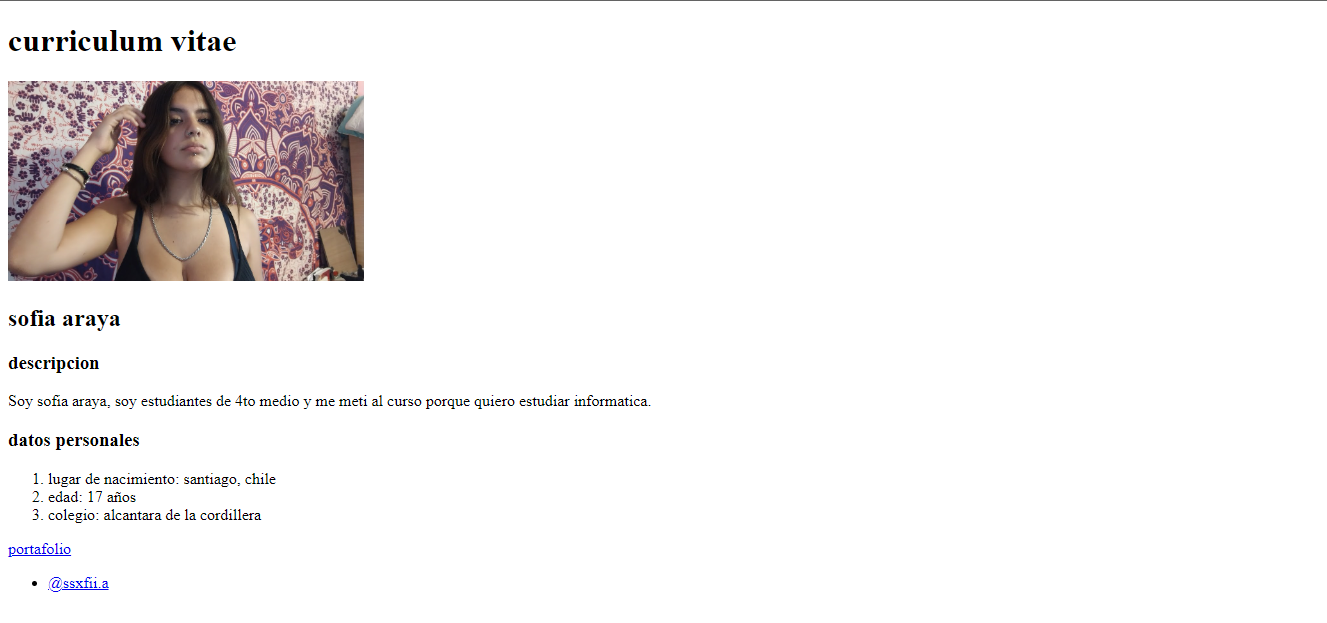 curriculum vitae
sofia araya
descripcion
Soy sofia araya, soy estudiantes de 4to medio y me meti al curso porque quiero estudiar informatica.
datos personales
1. lugar de nacimiento: santiago, chile
2. edad: 17 años
3. colegio: alcantara de la cordillera
portafolio
• @ssxfii.a